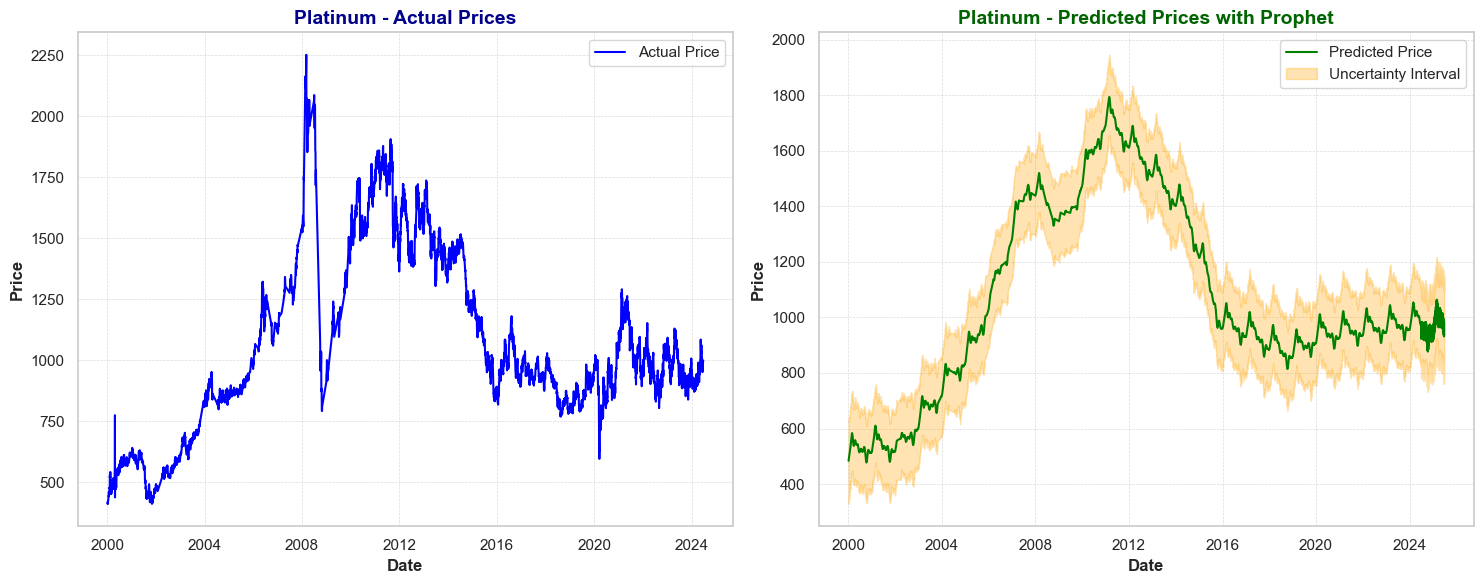 Platinum - Actual Prices
Actual Price
2250
2000
1750
1500
1250
1000
750
500
Price
2000 2004 2008 2012 2016 2020 2024
Date
Platinum - Predicted Prices with Prophet
Predicted Price
Uncertainty Interval
2000
1800
1600
1400
1200
1000
800
600
400
Price
2000 2004 2008 2012 2016 2020 2024
Date